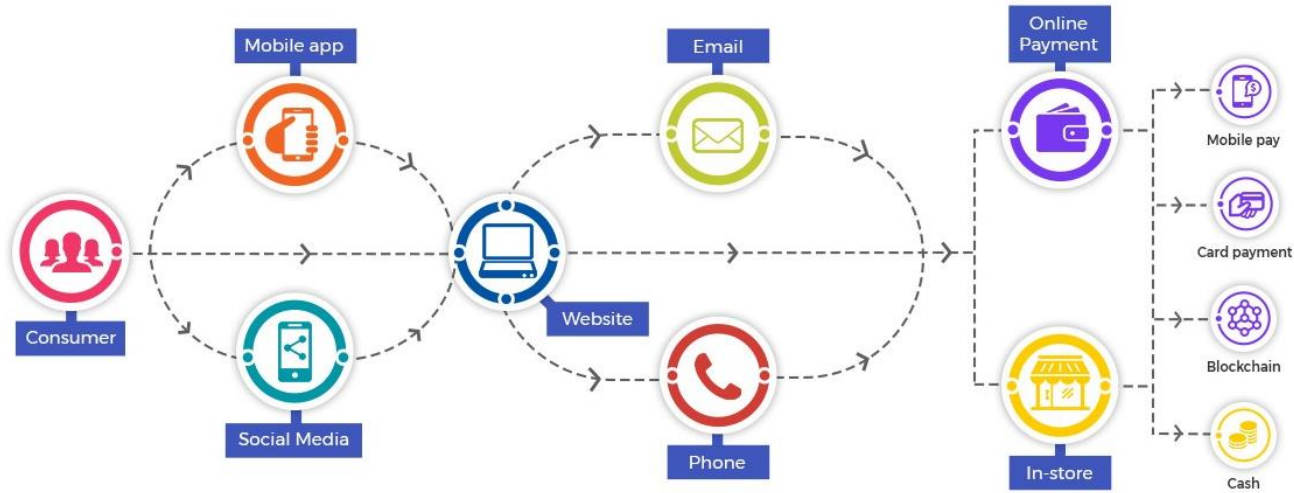 Mobile app
Email
Online
Payment
Mobile pay
Card payment
Consumer
Website
Social Media
Phone
In-store
Blockchain
Cash